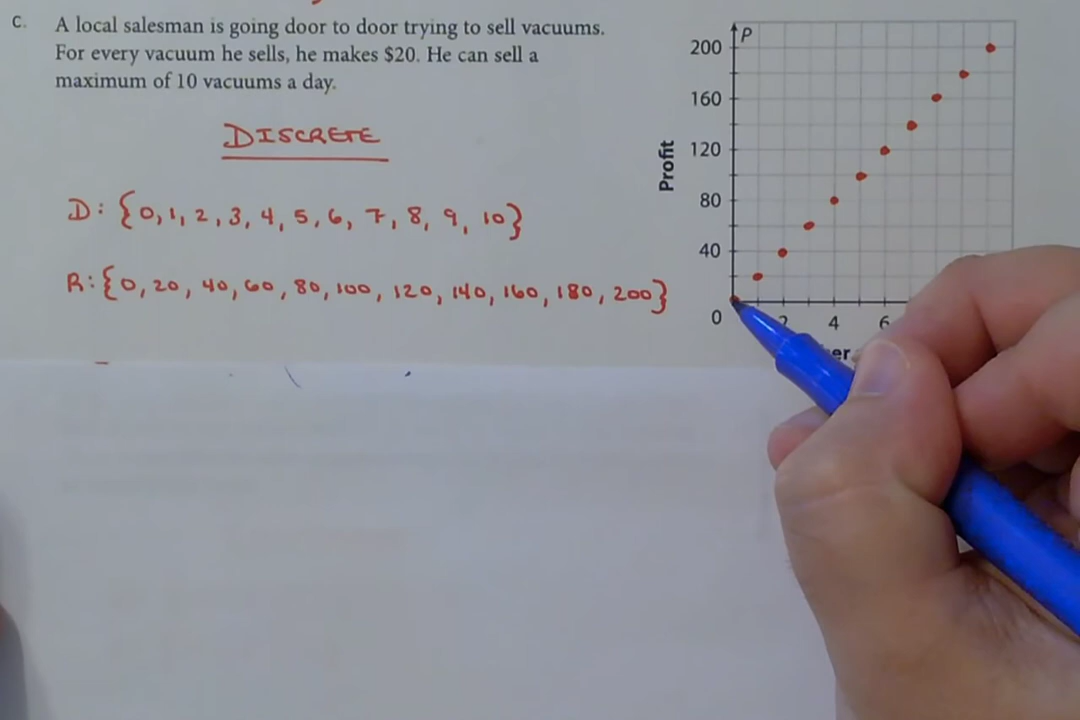 C. A local salesman is going door to door trying to sell vacuums.
For every vacuum he sells, he makes $20. He can sell a
maximum of 10 vacuums a day.
DISCRETE
D: {0, 1, 2, 3, 4, 5, 6, 7, 8, 9, 10}
R: {0, 20, 40, 60, 80, 100, 120, 140, 160, 180, 200}
P
200
160
120
80
40
0
Profit
2 4 6